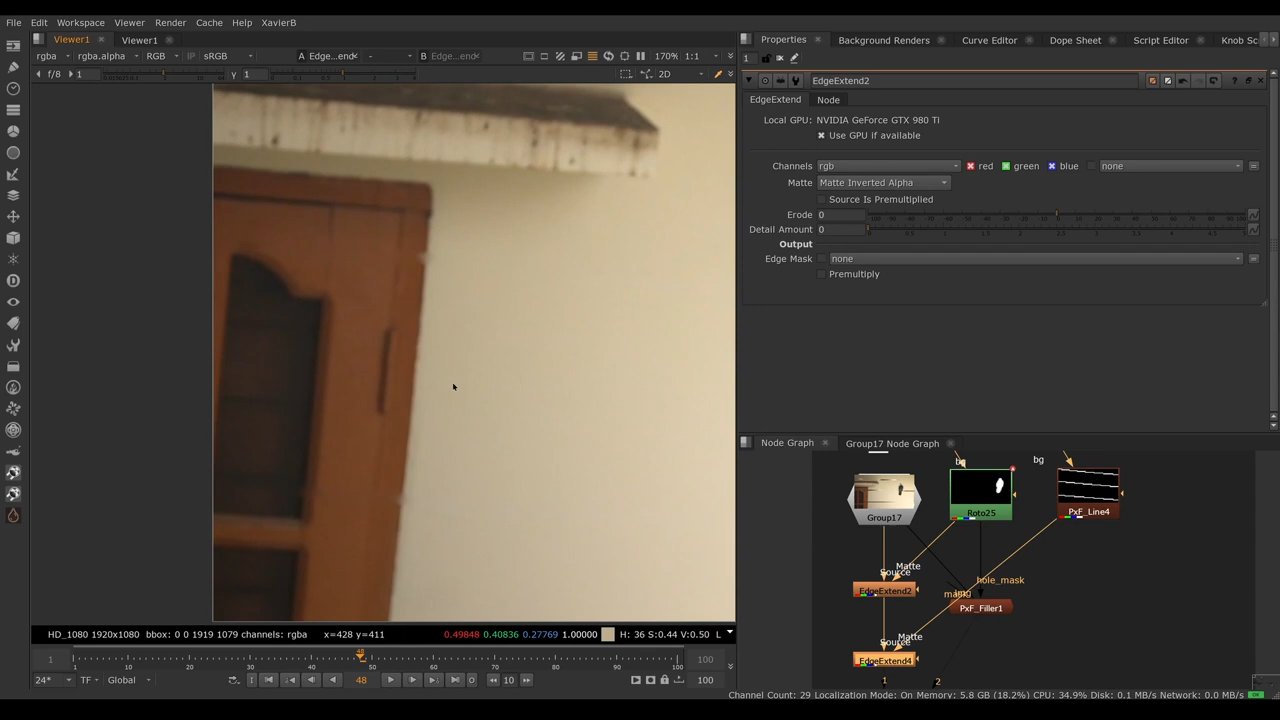 File Edit Workspace Viewer Render Cache Help XavierB
Viewer1 Viewer1
Properties Background Renders Curve Editor Dope Sheet Script Editor Knob Sc
rgba rgba.alpha RGB IP sRGB A Edge...end - B Edge...end 170% 1:1
f/8 1 γ 1 2D
1
EdgeExtend2
EdgeExtend Node
Local GPU: NVIDIA GeForce GTX 980 Ti
Use GPU if available
Channels rgb red green blue none
Matte Matte Inverted Alpha
Source Is Premultiplied
Erode 0
Detail Amount 0
Output
Edge Mask none
Premultiply
Node Graph Group17 Node Graph
bg bg
Group17 Roto25 PxF_Line4
Matte
Source
hole_mask
EdgeExtend2
PxF_Filler1
Matte
Source
EdgeExtend4
1 2
HD_1080 1920x1080 bbox: 0 0 1919 1079 channels: rgba x=428 y=411 0.49848 0.40836 0.27769 1.00000 H: 36 S:0.44 V:0.50 L
1 48 100
1 10 20 30 40 50 60 70 80 90 100
24* TF Global 48 10 100
Channel Count: 29 Localization Mode: On Memory: 5.8 GB (18.2%) CPU: 34.9% Disk: 0.1 MB/s Network: 0.0 MB/s